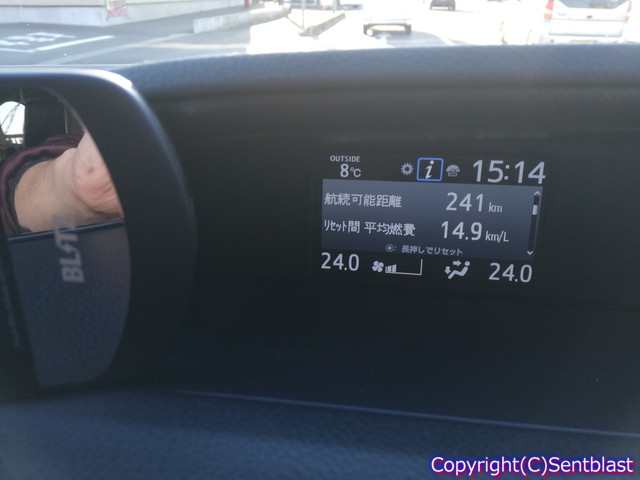 OUTSIDE
8℃
i
ECO
15:14
航続可能距離 241 km
リセット間 平均燃費 14.9 km/L
: 長押しでリセット
24.0
24.0
Copyright(C)Sentblast